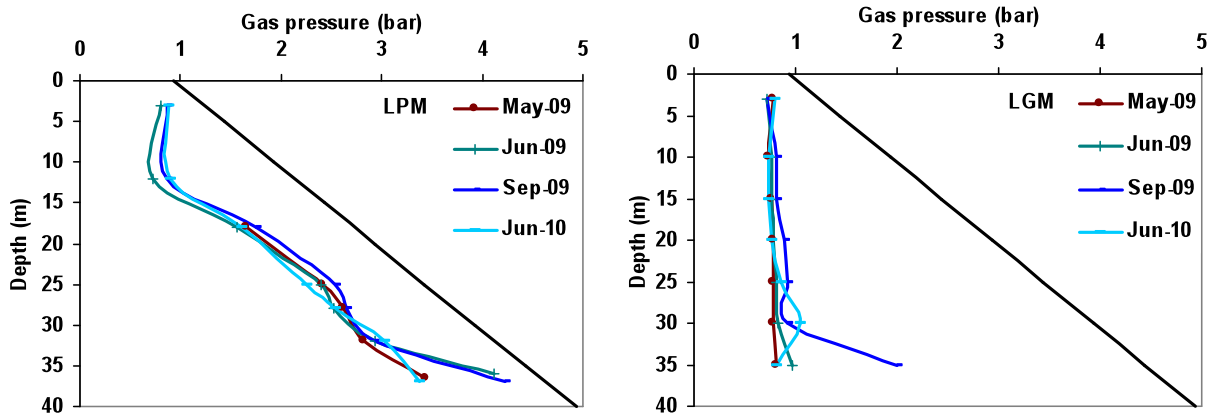 Gas pressure (bar)
0 1 2 3 4 5
Depth (m)
0
5
10
15
20
25
30
35
40
LPM
May-09
Jun-09
Sep-09
Jun-10
Gas pressure (bar)
0 1 2 3 4 5
Depth (m)
0
5
10
15
20
25
30
35
40
LGM
May-09
Jun-09
Sep-09
Jun-10